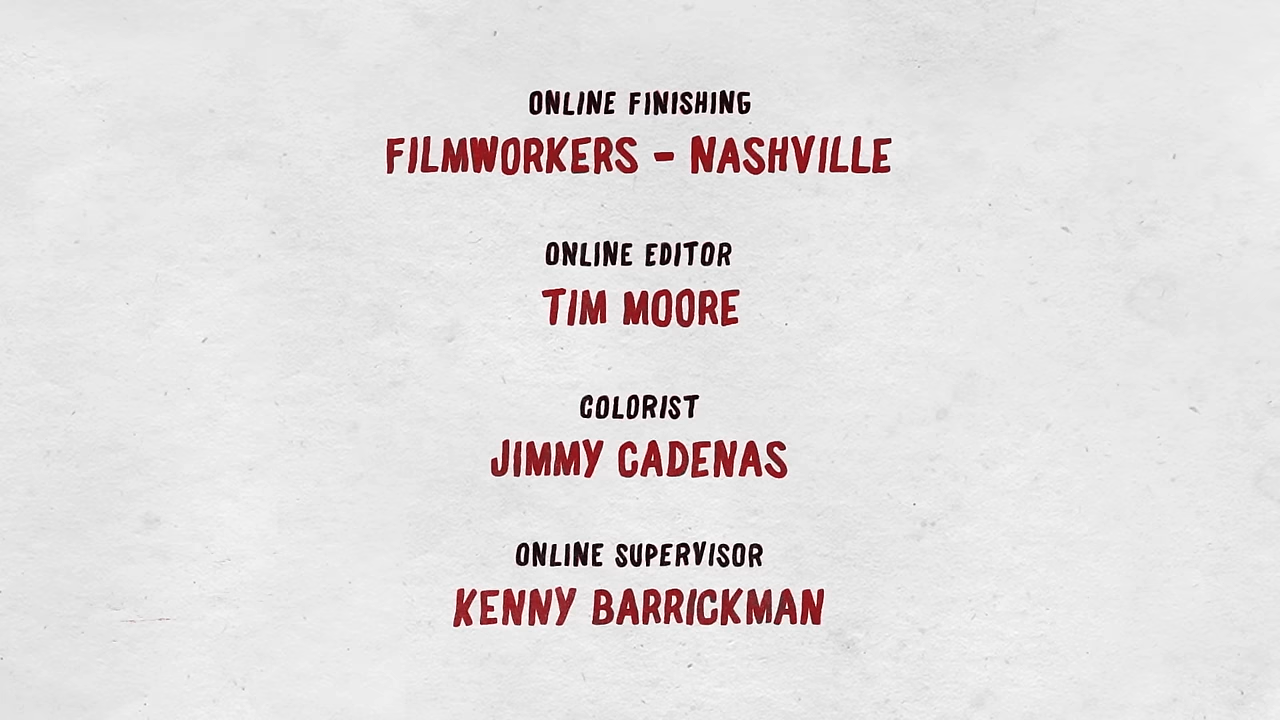 ONLINE FINISHING
FILMWORKERS - NASHVILLE
ONLINE EDITOR
TIM MOORE
COLORIST
JIMMY CADENAS
ONLINE SUPERVISOR
KENNY BARRICKMAN